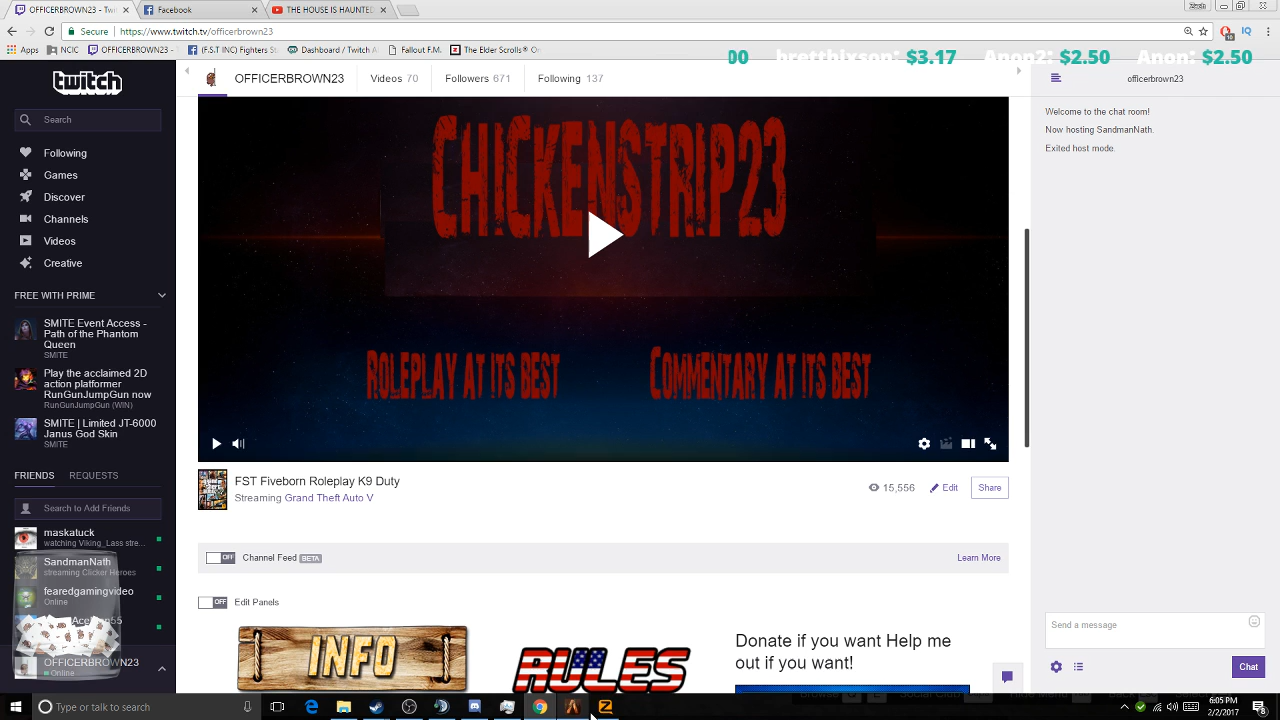 OFFICERBROWN23 - Twi
Facebook
THE HOUSE IS HAUNTED
Secure
https://www.twitch.tv/officerbrown23
Apps
NCIC
OFFICERBROWN23 -
(F.S.T INC) Fighters S
Dashboard / Twitch A
Fallout F.M.
The Elder Scrolls®
00 bretthixson: $3.17 Anon2: $2.50 Anon: $2.50
twitch
Search
Following
Games
Discover
Channels
Videos
Creative
FREE WITH PRIME
SMITE Event Access -
Path of the Phantom
Queen
SMITE
Play the acclaimed 2D
action platformer
RunGunJumpGun now
RunGunJumpGun (WIN)
SMITE | Limited JT-6000
Janus God Skin
SMITE
FRIENDS REQUESTS
Search to Add Friends
maskatuck
watching Viking_Lass stre...
SandmanNath
streaming Clicker Heroes
fearedgamingvideo
Online
OFFICERBROWN23
Online
OFFICERBROWN23 Videos 70 Followers 671 Following 137
CHICKENSTRIP23
ROLEPLAY AT ITS BEST COMMENTARY AT ITS BEST
FST Fiveborn Roleplay K9 Duty
Streaming Grand Theft Auto V
15,556 Edit Share
OFF Channel Feed BETA Learn More
OFF Edit Panels
INFO
RULES
Donate if you want Help me
out if you want!
officerbrown23
Welcome to the chat room!
Now hosting SandmanNath.
Exited host mode.
Send a message
Chat
Type here to search
6:05 PM
2/2/2017